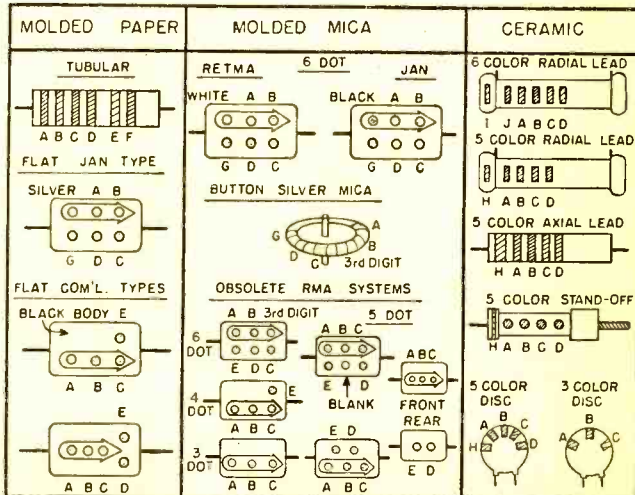 MOLDED PAPER
TUBULAR
A B C D E F
FLAT JAN TYPE
SILVER A B
G D C
FLAT COM'L. TYPES
BLACK BODY E
A B C
E
A B C D
MOLDED MICA
RETMA 6 DOT JAN
WHITE A B
G D C
BLACK A B
G D C
BUTTON SILVER MICA
G
D
C
A
B
3rd DIGIT
OBSOLETE RMA SYSTEMS
A B 3rd DIGIT
6 DOT
E D C
5 DOT
A B C
E D
BLANK
A B C
FRONT
REAR
E D
4 DOT
E
A B C
3 DOT
A B C
E D
A B C
CERAMIC
6 COLOR RADIAL LEAD
I J A B C D
5 COLOR RADIAL LEAD
H A B C D
5 COLOR AXIAL LEAD
H A B C D
5 COLOR STAND-OFF
H A B C D
5 COLOR DISC
H A B C D
3 COLOR DISC
A B C